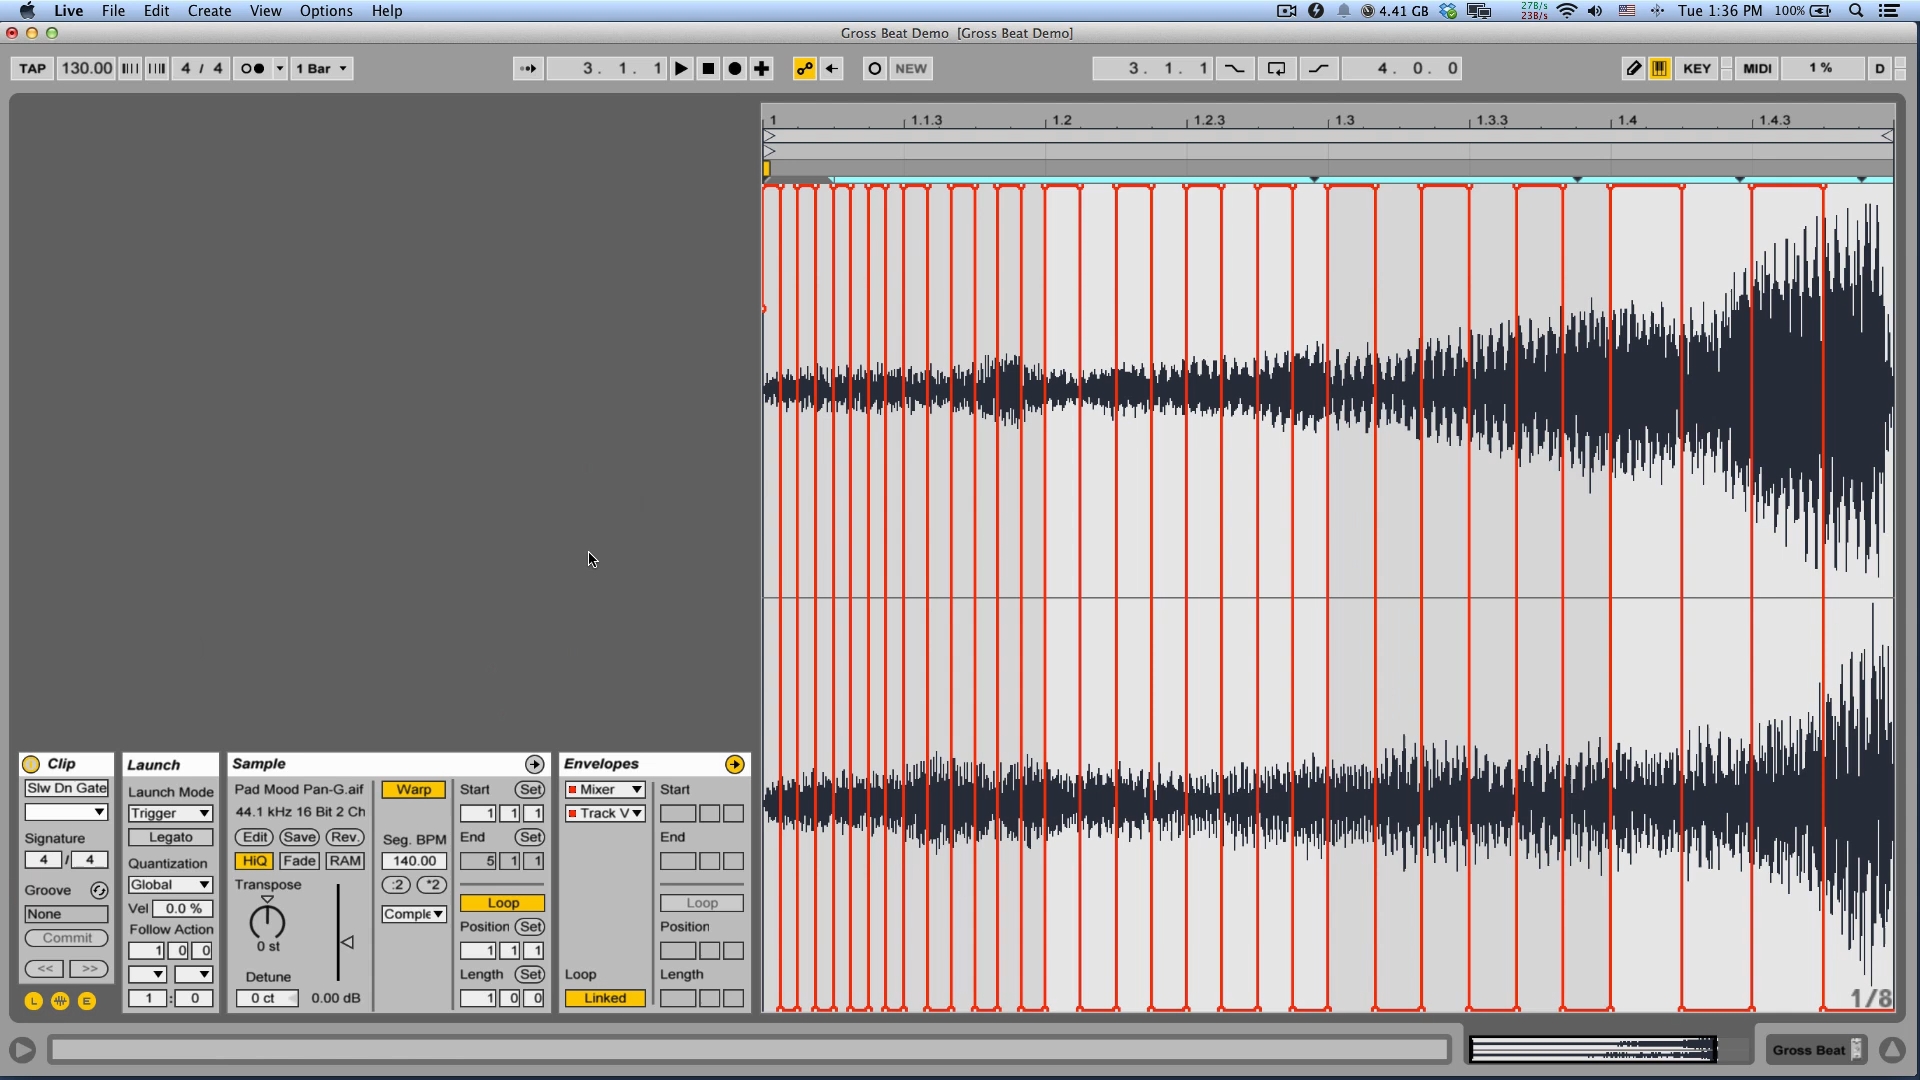 Live File Edit Create View Options Help 4.41 GB 27B/s 23B/s Tue 1:36 PM 100%
Gross Beat Demo [Gross Beat Demo]
TAP 130.00 4 / 4 1 Bar 3. 1. 1 NEW 3. 1. 1 4. 0. 0 KEY MIDI 1 % D
1 1.1.3 1.2 1.2.3 1.3 1.3.3 1.4 1.4.3
Clip
Slw Dn Gate
Signature
4 / 4
Groove
None
Commit
<< >>
L E
Launch
Launch Mode
Trigger
Legato
Quantization
Global
Vel 0.0 %
Follow Action
1 0 0
1 : 0
Sample
Pad Mood Pan-G.aif
44.1 kHz 16 Bit 2 Ch
Edit Save Rev.
HiQ Fade RAM
Transpose
0 st
Detune
0 ct 0.00 dB
Warp
Seg. BPM
140.00
:2 *2
Comple
Start Set
1 1 1
End Set
5 1 1
Loop
Position Set
1 1 1
Length Set
1 0 0
Envelopes
Mixer
Track V
Loop
Linked
Start
End
Loop
Position
Length
1/8
Gross Beat